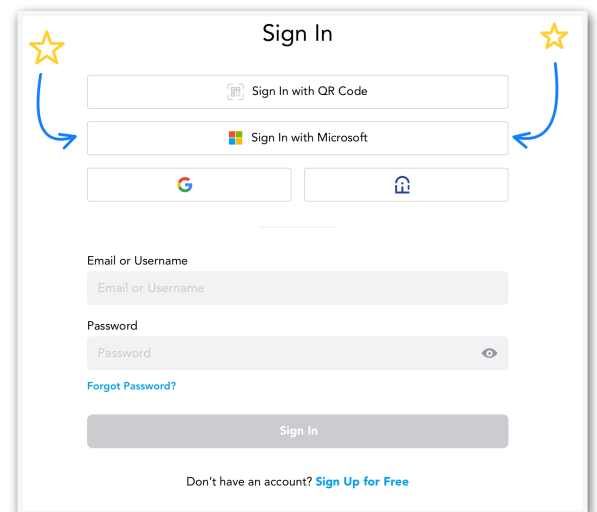 Sign In
Sign In with QR Code
Sign In with Microsoft
Email or Username
Email or Username
Password
Password
Forgot Password?
Sign In
Don't have an account? Sign Up for Free